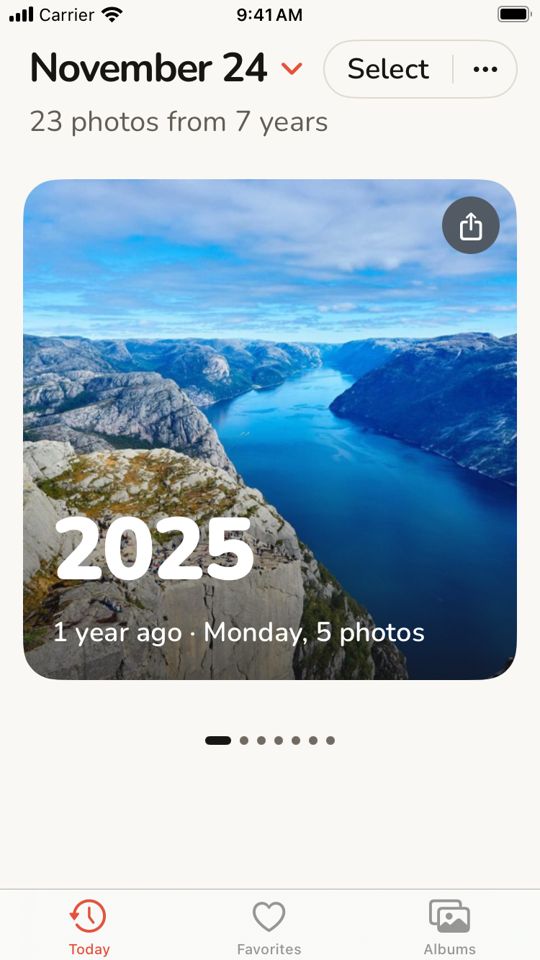 Carrier 9:41 AM
November 24
Select
23 photos from 7 years
2025
1 year ago · Monday, 5 photos
Today
Favorites
Albums